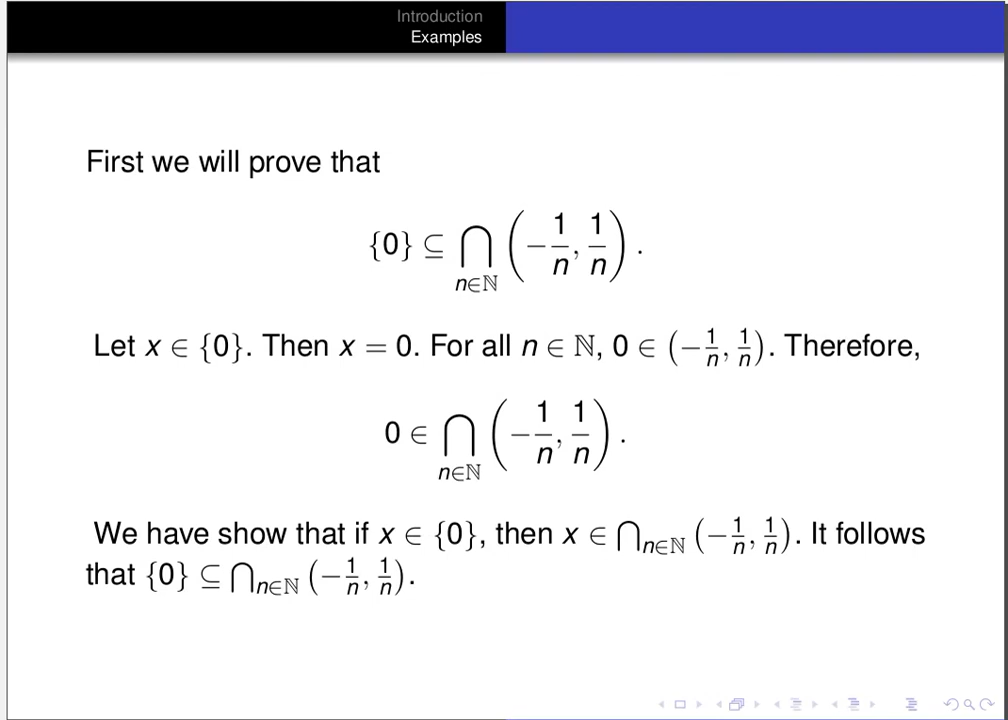 Introduction
Examples
First we will prove that
{0} ⊆ ⋂_{n∈ℕ} (−1/n, 1/n).
Let x ∈ {0}. Then x = 0. For all n ∈ ℕ, 0 ∈ (−1/n, 1/n). Therefore,
0 ∈ ⋂_{n∈ℕ} (−1/n, 1/n).
We have show that if x ∈ {0}, then x ∈ ⋂_{n∈ℕ} (−1/n, 1/n). It follows
that {0} ⊆ ⋂_{n∈ℕ} (−1/n, 1/n).